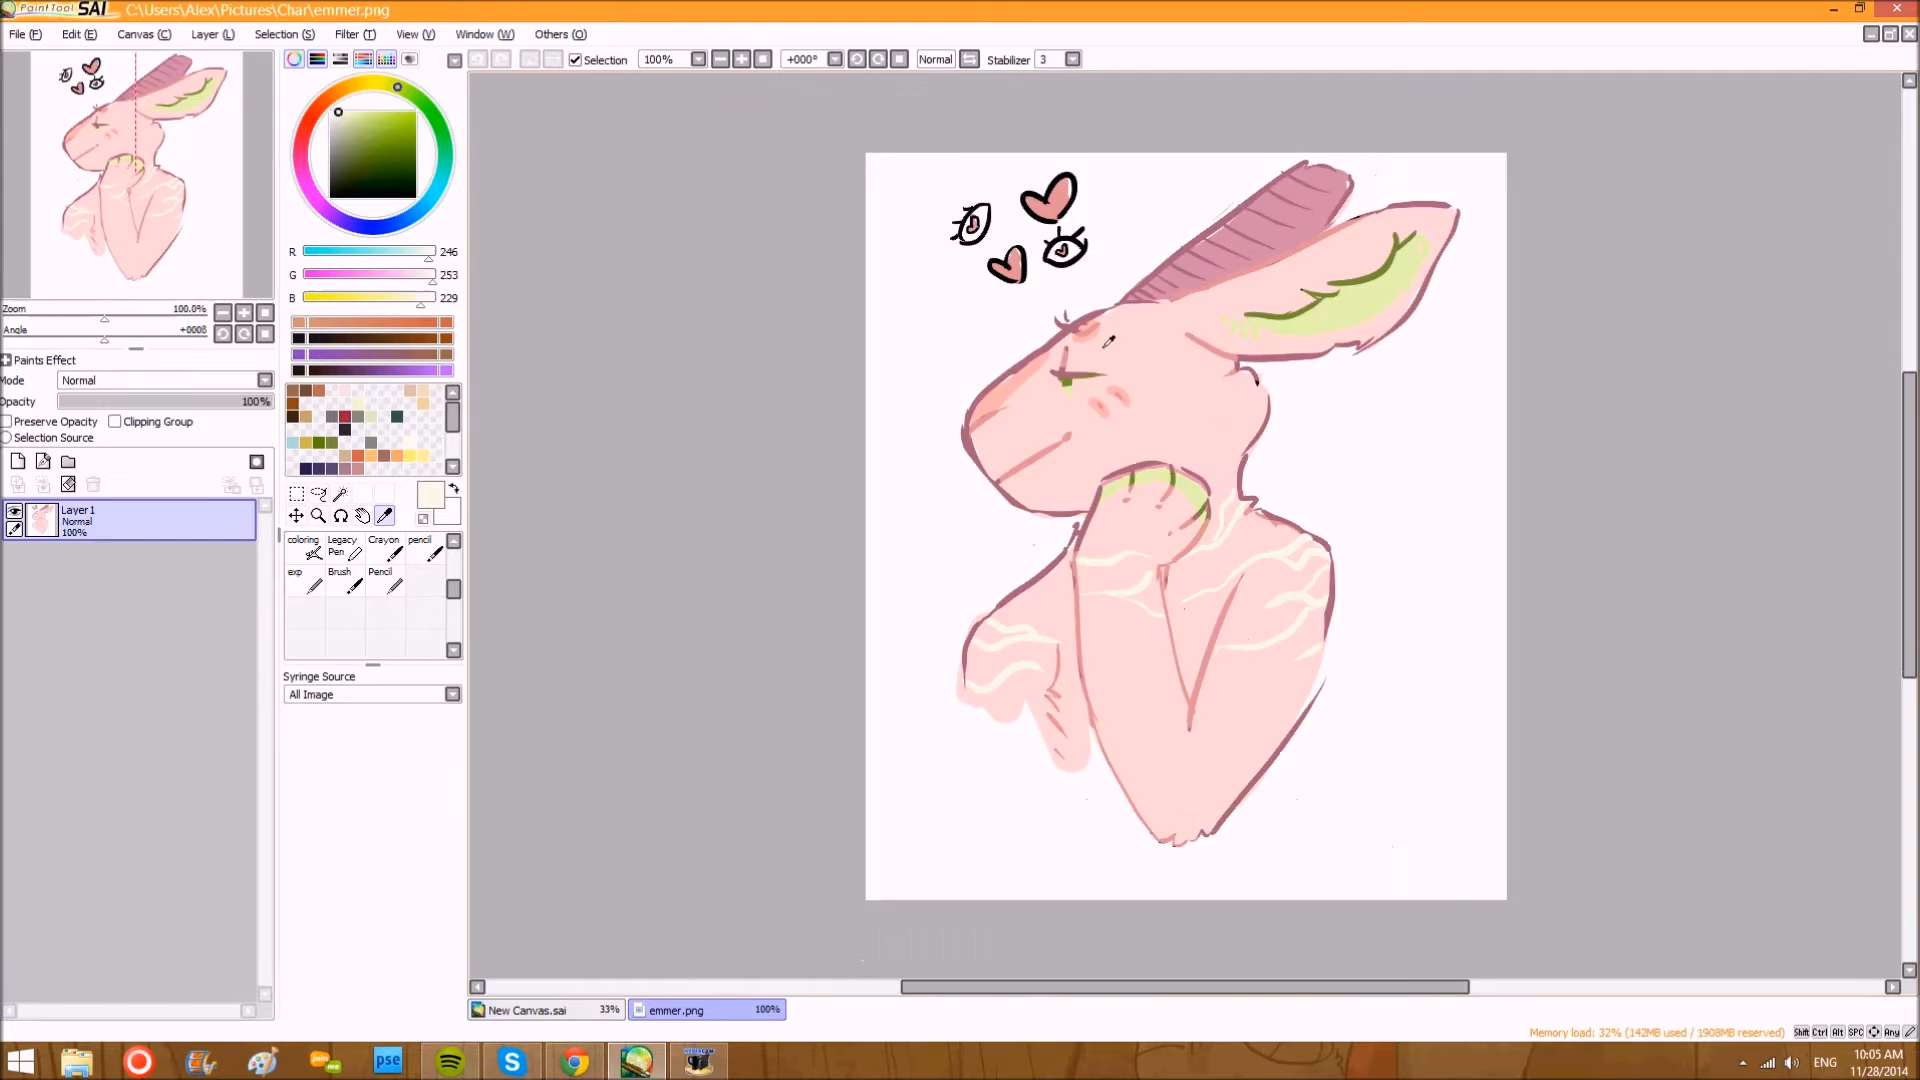 PaintTool SAI C:\Users\Alex\Pictures\Char\emmer.png
File (F) Edit (E) Canvas (C) Layer (L) Selection (S) Filter (T) View (V) Window (W) Others (O)
Selection 100% +000° Normal Stabilizer 3
R 246
G 253
B 229
Zoom 100.0%
Angle +000ß
Paints Effect
Mode Normal
Opacity 100%
Preserve Opacity Clipping Group
Selection Source
Layer1
Normal
100%
coloring Legacy Pen Crayon pencil
exp Brush Pencil
Syringe Source
All Image
New Canvas.sai 33% emmer.png 100%
Memory load: 32% (142MB used / 1908MB reserved) Shift Ctrl Alt SPC Any
pse
ENG
10:05 AM
11/28/2014